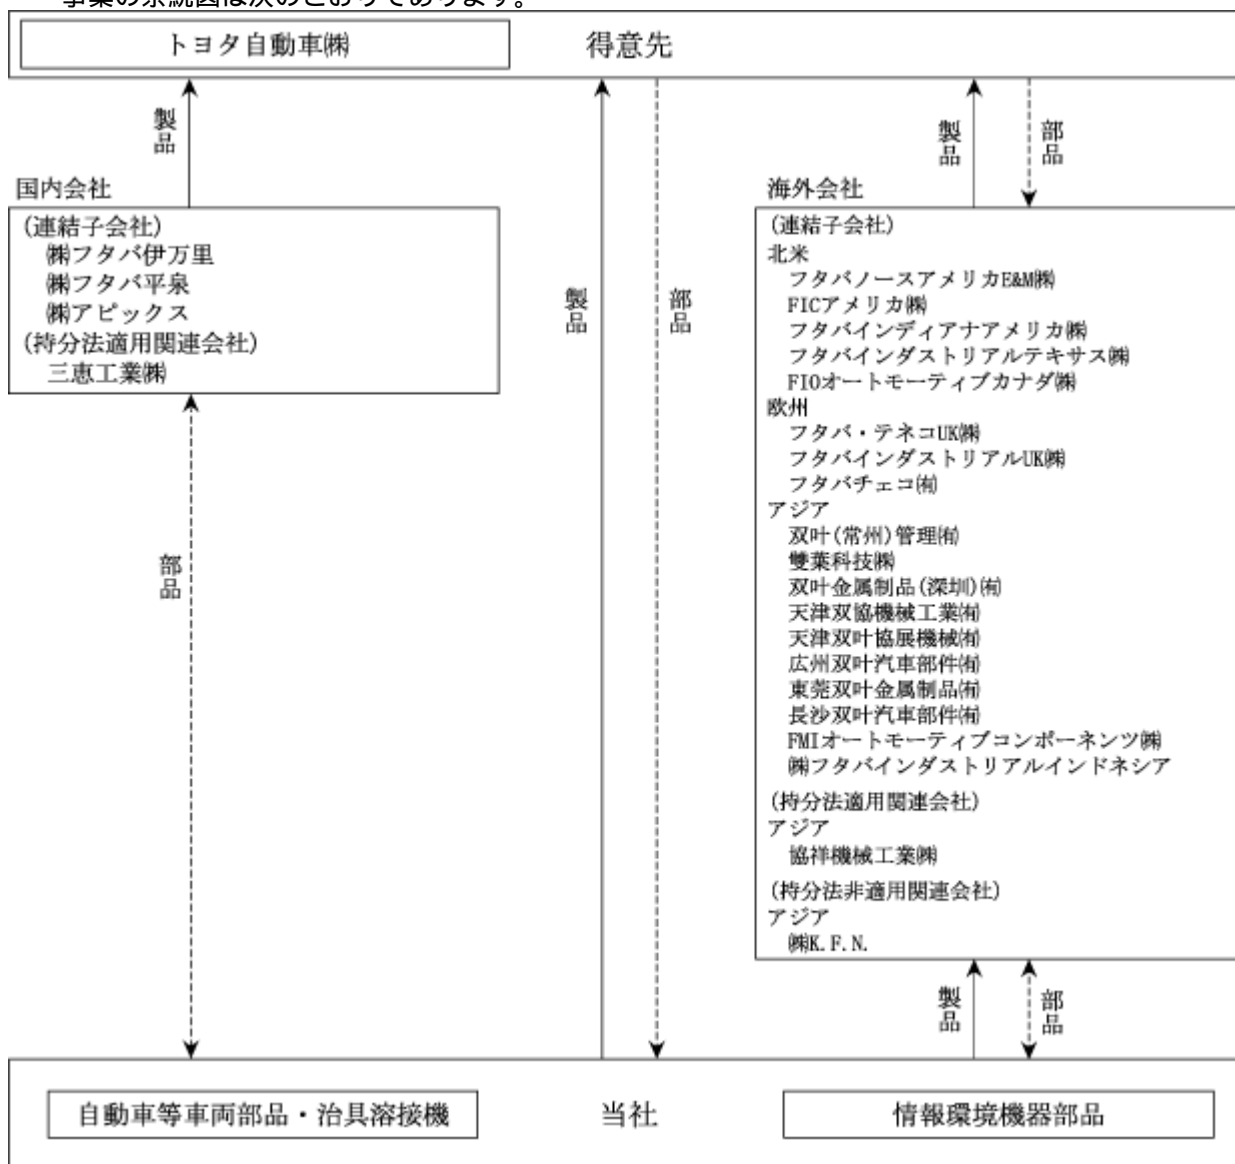 事業の系統図は次のとおりであります。
トヨタ自動車㈱
得意先
製品
製品
部品
製品
部品
国内会社
(連結子会社)
㈱フタバ伊万里
㈱フタバ平泉
㈱アピックス
(持分法適用関連会社)
三恵工業㈱
部品
海外会社
(連結子会社)
北米
フタバノースアメリカE&M㈱
FICアメリカ㈱
フタバインディアナアメリカ㈱
フタバインダストリアルテキサス㈱
FIOオートモーティブカナダ㈱
欧州
フタバ・テネコUK㈱
フタバインダストリアルUK㈱
フタバチェコ㈲
アジア
双叶(常州)管理㈲
雙葉科技㈱
双叶金属制品(深圳)㈲
天津双協機械工業㈲
天津双叶協展機械㈲
広州双叶汽車部件㈲
東莞双叶金属制品㈲
長沙双叶汽車部件㈲
FMIオートモーティブコンポーネンツ㈱
㈱フタバインダストリアルインドネシア
(持分法適用関連会社)
アジア
協祥機械工業㈱
(持分法非適用関連会社)
アジア
㈱K.F.N.
製品
部品
自動車等車両部品・治具溶接機
当社
情報環境機器部品